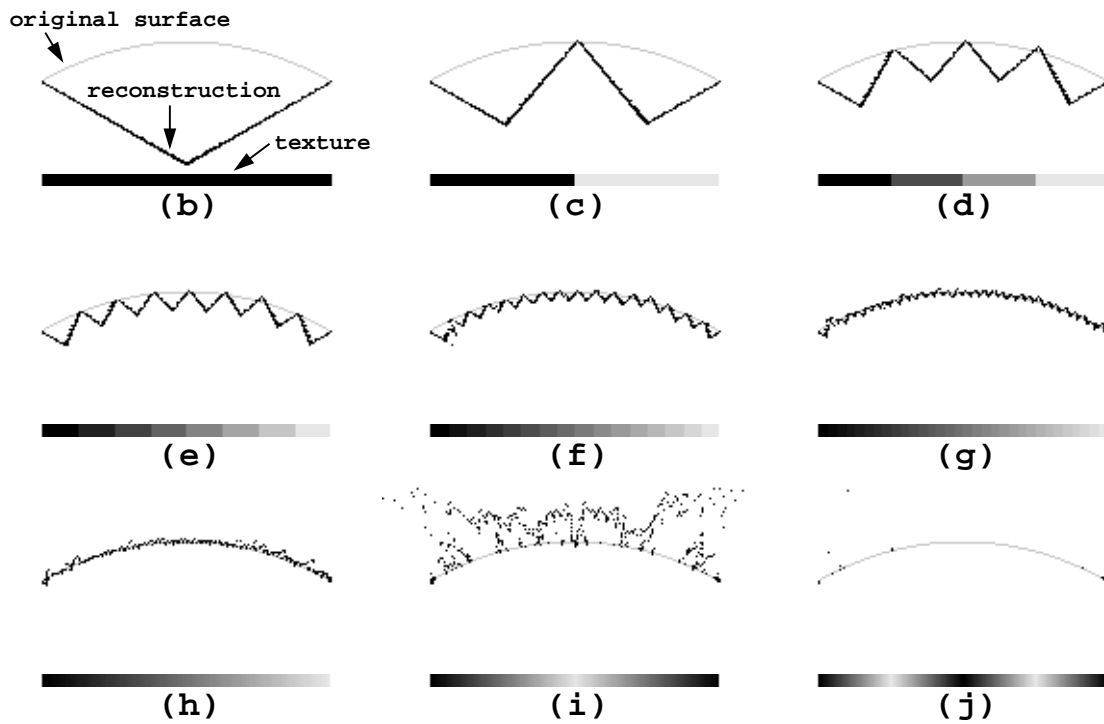 original surface
reconstruction
texture
(b)
(c)
(d)
(e)
(f)
(g)
(h)
(i)
(j)